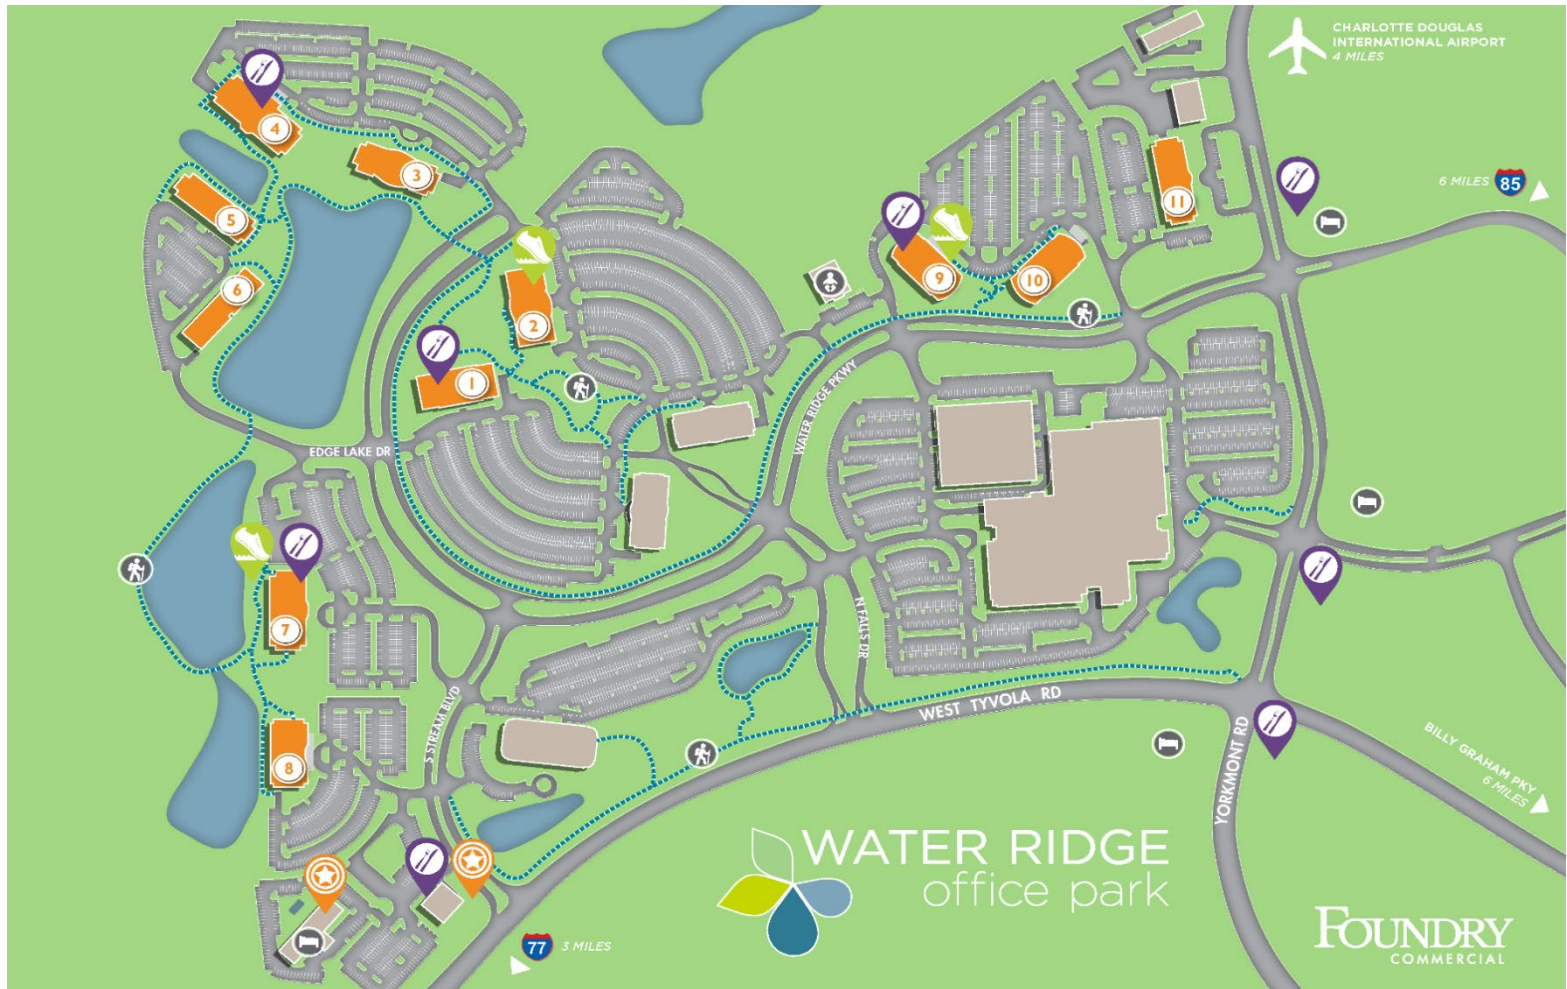 CHARLOTTE DOUGLAS
INTERNATIONAL AIRPORT
4 MILES
6 MILES 85
4
3
5
6
2
1
9
10
11
EDGE LAKE DR
WATER RIDGE PKWY
7
8
S STREAM BLVD
N FALLS DR
WEST TYVOLA RD
YORKMONT RD
BILLY GRAHAM PKY
6 MILES
WATER RIDGE
office park
77 3 MILES
FOUNDRY
COMMERCIAL